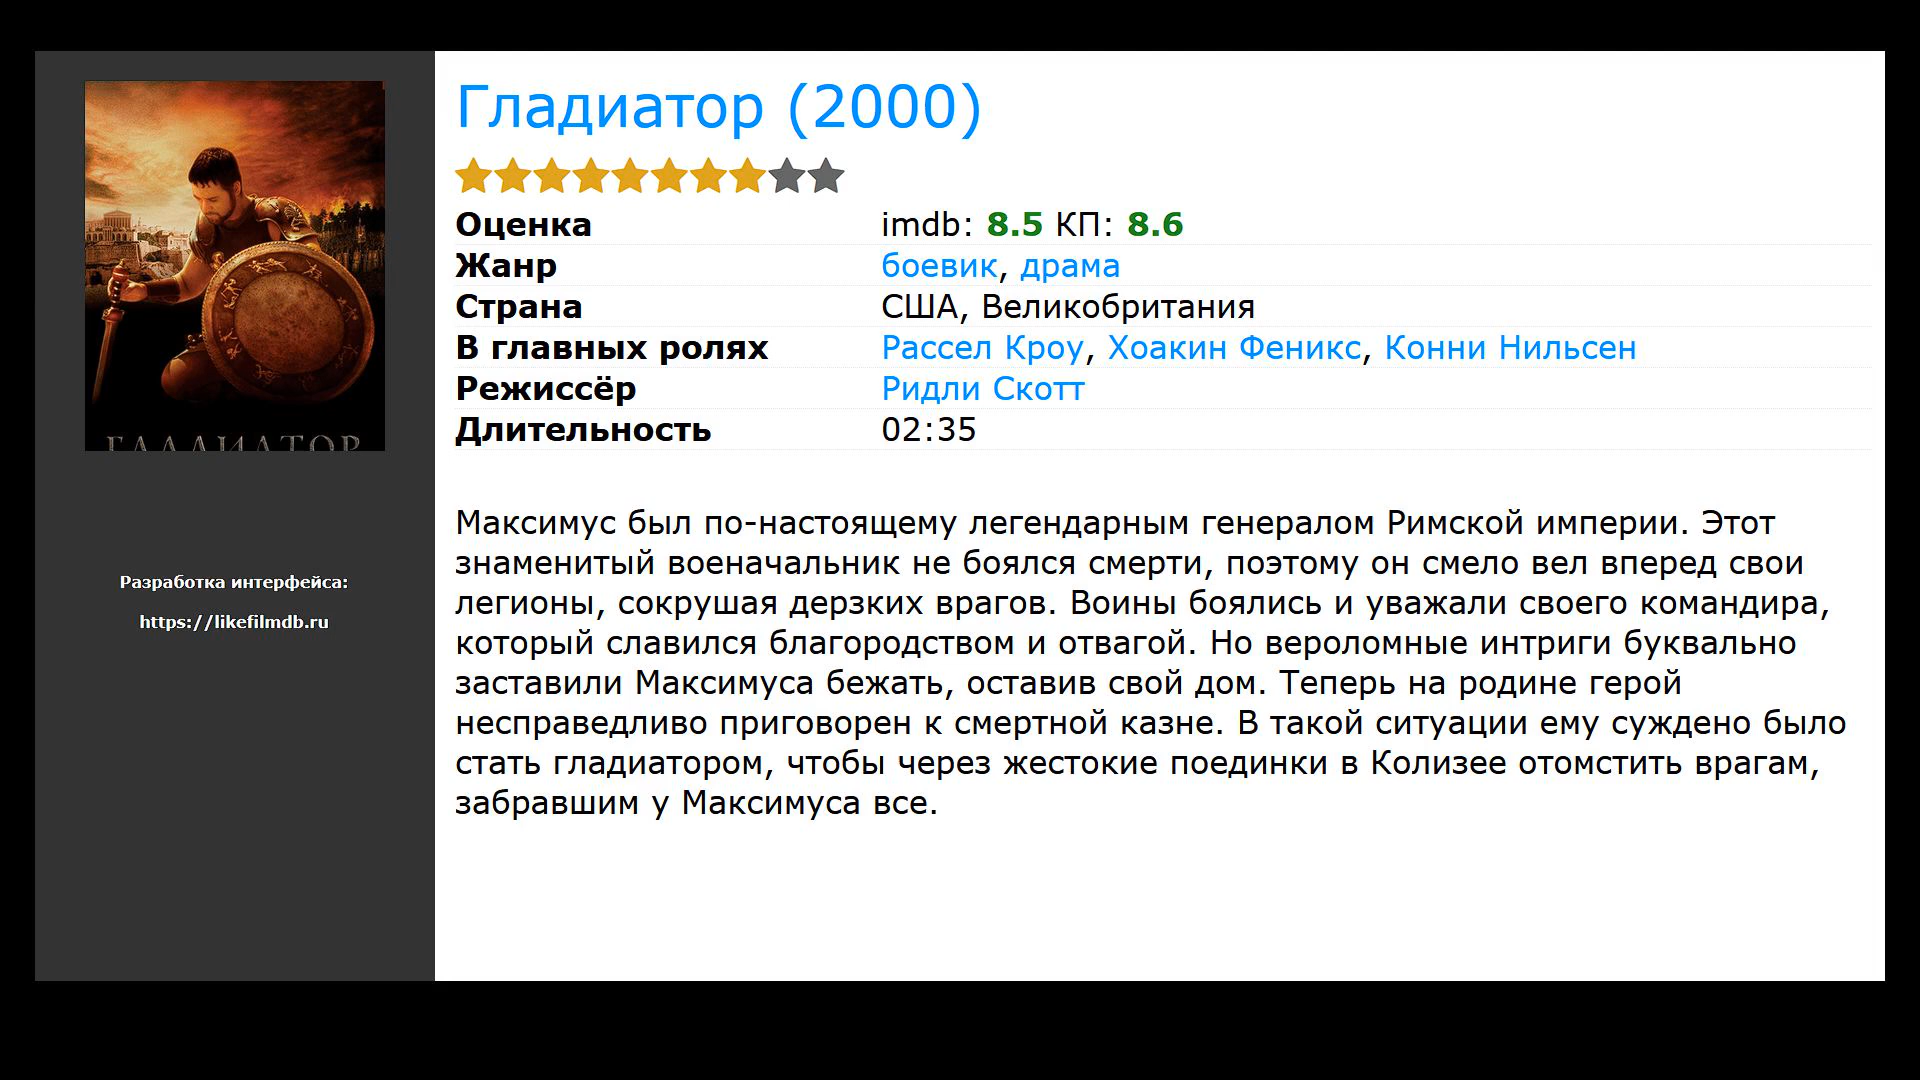 Гладиатор (2000)
Оценка imdb: 8.5 КП: 8.6
Жанр боевик, драма
Страна США, Великобритания
В главных ролях Рассел Кроу, Хоакин Феникс, Конни Нильсен
Режиссёр Ридли Скотт
Длительность 02:35
Максимус был по-настоящему легендарным генералом Римской империи. Этот
знаменитый военачальник не боялся смерти, поэтому он смело вел вперед свои
легионы, сокрушая дерзких врагов. Воины боялись и уважали своего командира,
который славился благородством и отвагой. Но вероломные интриги буквально
заставили Максимуса бежать, оставив свой дом. Теперь на родине герой
несправедливо приговорен к смертной казне. В такой ситуации ему суждено было
стать гладиатором, чтобы через жестокие поединки в Колизее отомстить врагам,
забравшим у Максимуса все.
ГЛАДИАТОР
Разработка интерфейса:
https://likefilmdb.ru